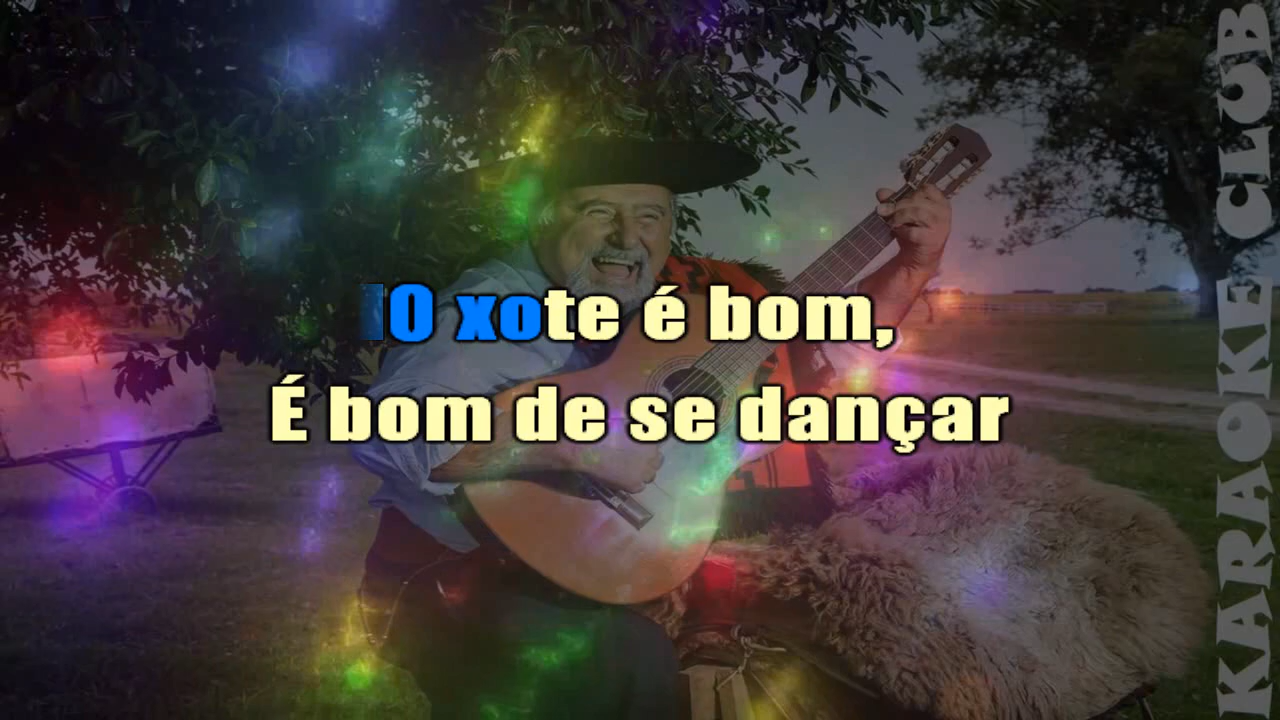 O xote é bom,
É bom de se dançar
KARAOKE CLUB